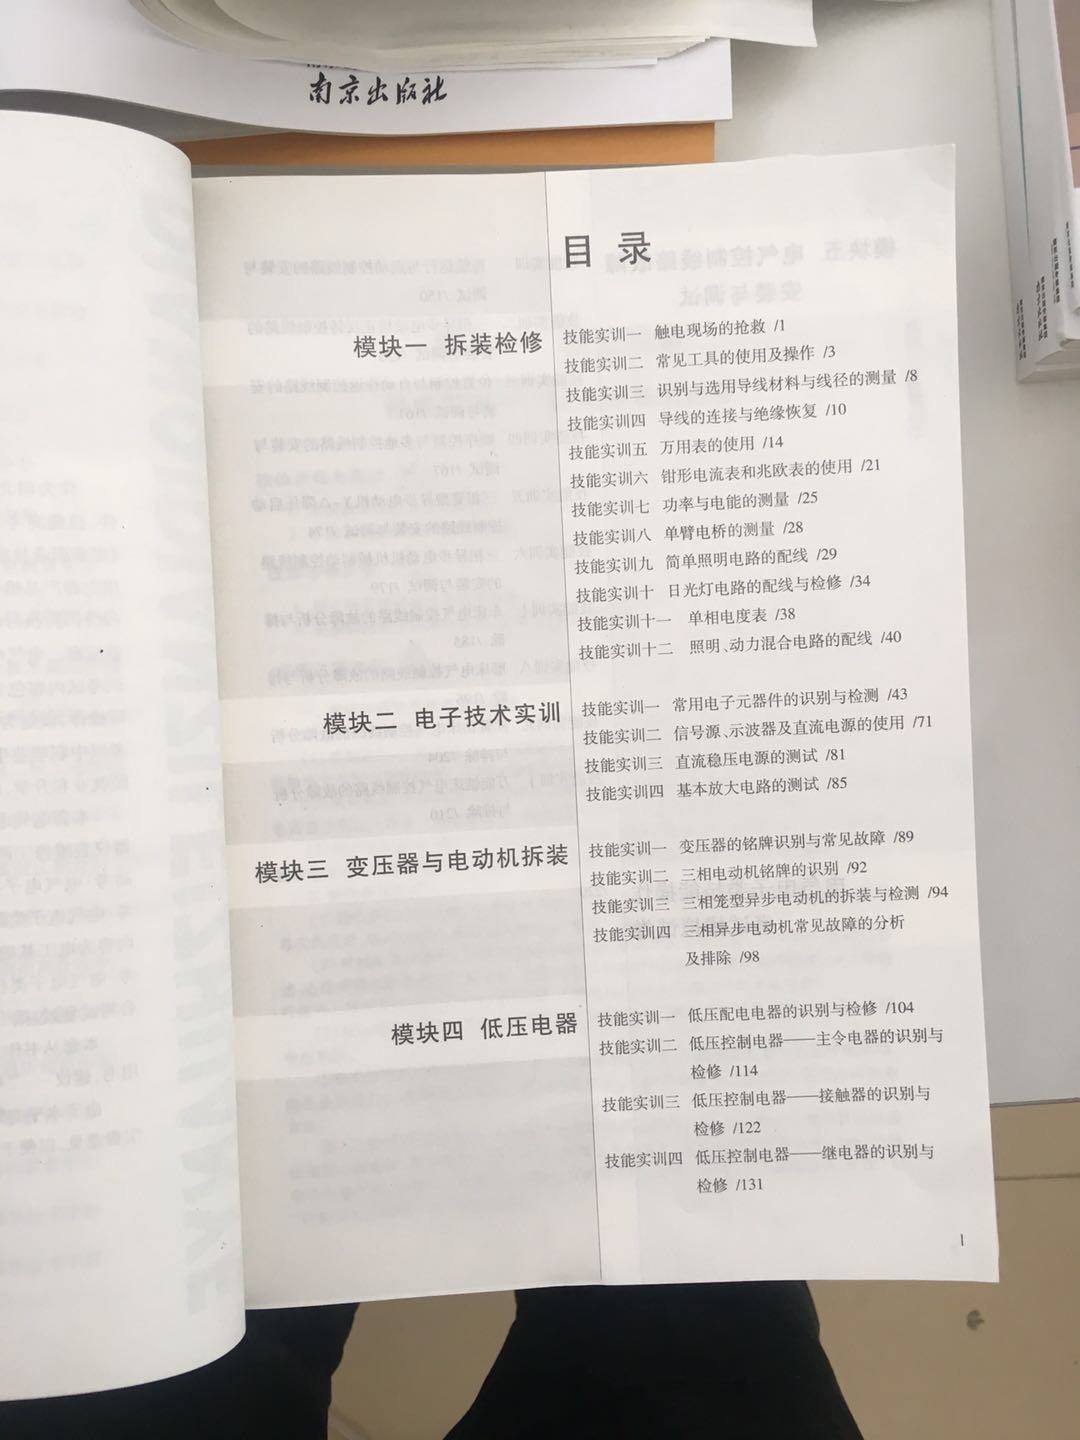 南京出版社
目 录
模块一 拆装检修
技能实训一 触电现场的抢救 /1
技能实训二 常见工具的使用及操作 /3
技能实训三 识别与选用导线材料与线径的测量 /8
技能实训四 导线的连接与绝缘恢复 /10
技能实训五 万用表的使用 /14
技能实训六 钳形电流表和兆欧表的使用 /21
技能实训七 功率与电能的测量 /25
技能实训八 单臂电桥的测量 /28
技能实训九 简单照明电路的配线 /29
技能实训十 日光灯电路的配线与检修 /34
技能实训十一 单相电度表 /38
技能实训十二 照明、动力混合电路的配线 /40
模块二 电子技术实训
技能实训一 常用电子元器件的识别与检测 /43
技能实训二 信号源、示波器及直流电源的使用 /71
技能实训三 直流稳压电源的测试 /81
技能实训四 基本放大电路的测试 /85
模块三 变压器与电动机拆装
技能实训一 变压器的铭牌识别与常见故障 /89
技能实训二 三相电动机铭牌的识别 /92
技能实训三 三相笼型异步电动机的拆装与检测 /94
技能实训四 三相异步电动机常见故障的分析
及排除 /98
模块四 低压电器
技能实训一 低压配电电器的识别与检修 /104
技能实训二 低压控制电器——主令电器的识别与
检修 /114
技能实训三 低压控制电器——接触器的识别与
检修 /122
技能实训四 低压控制电器——继电器的识别与
检修 /131
1